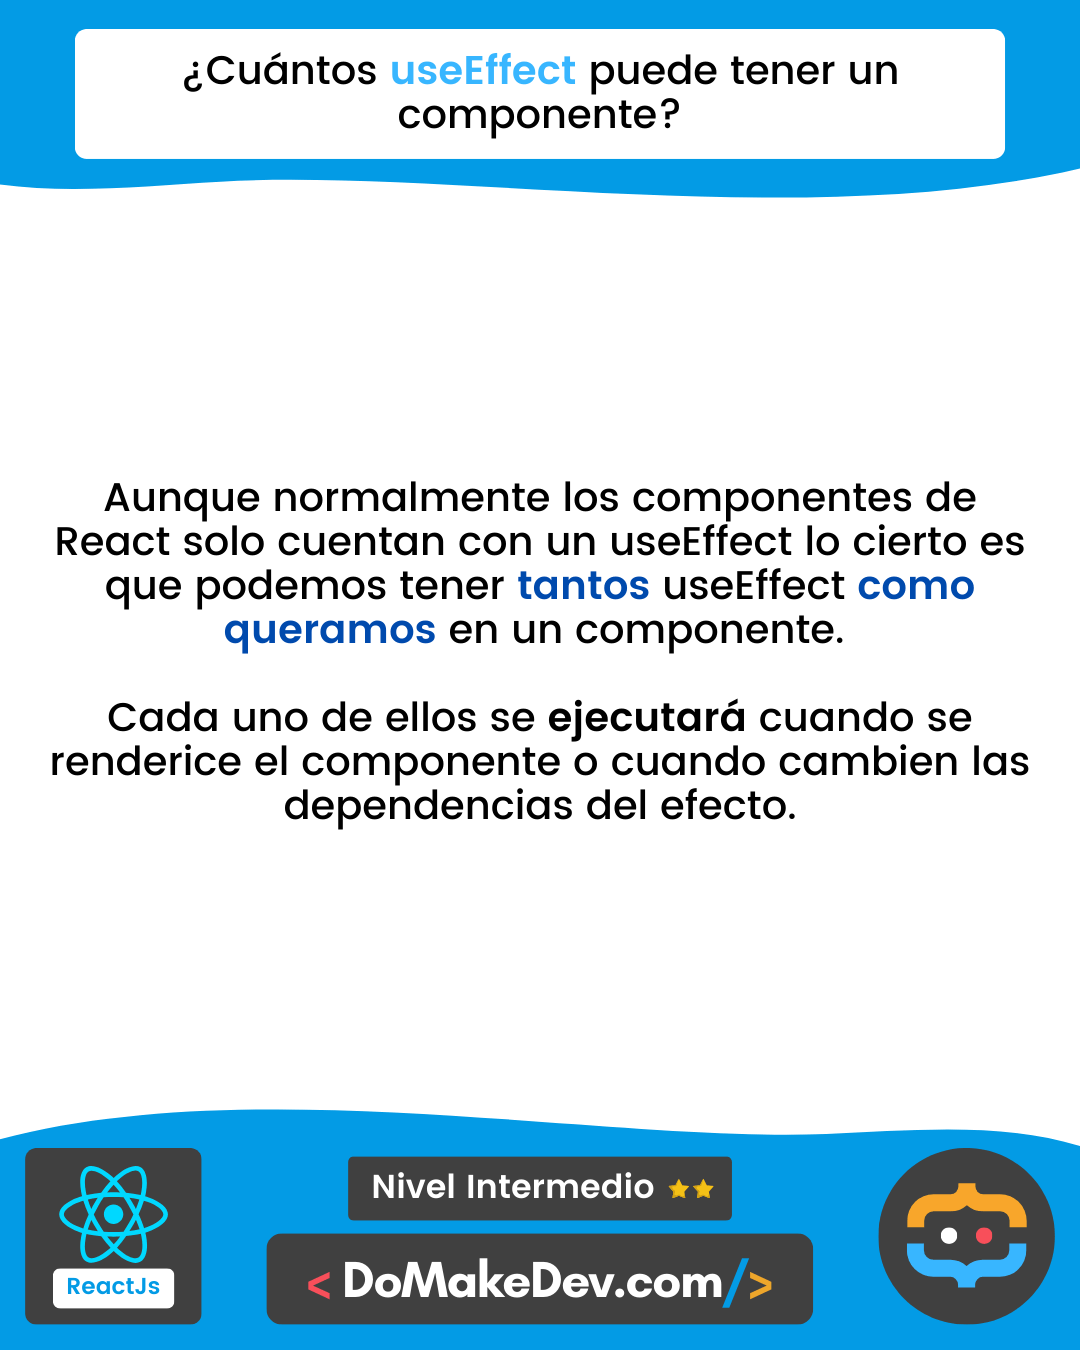 ¿Cuántos useEffect puede tener un
componente?
Aunque normalmente los componentes de
React solo cuentan con un useEffect lo cierto es
que podemos tener tantos useEffect como
queramos en un componente.
Cada uno de ellos se ejecutará cuando se
renderice el componente o cuando cambien las
dependencias del efecto.
Nivel Intermedio
ReactJs
< DoMakeDev.com/>